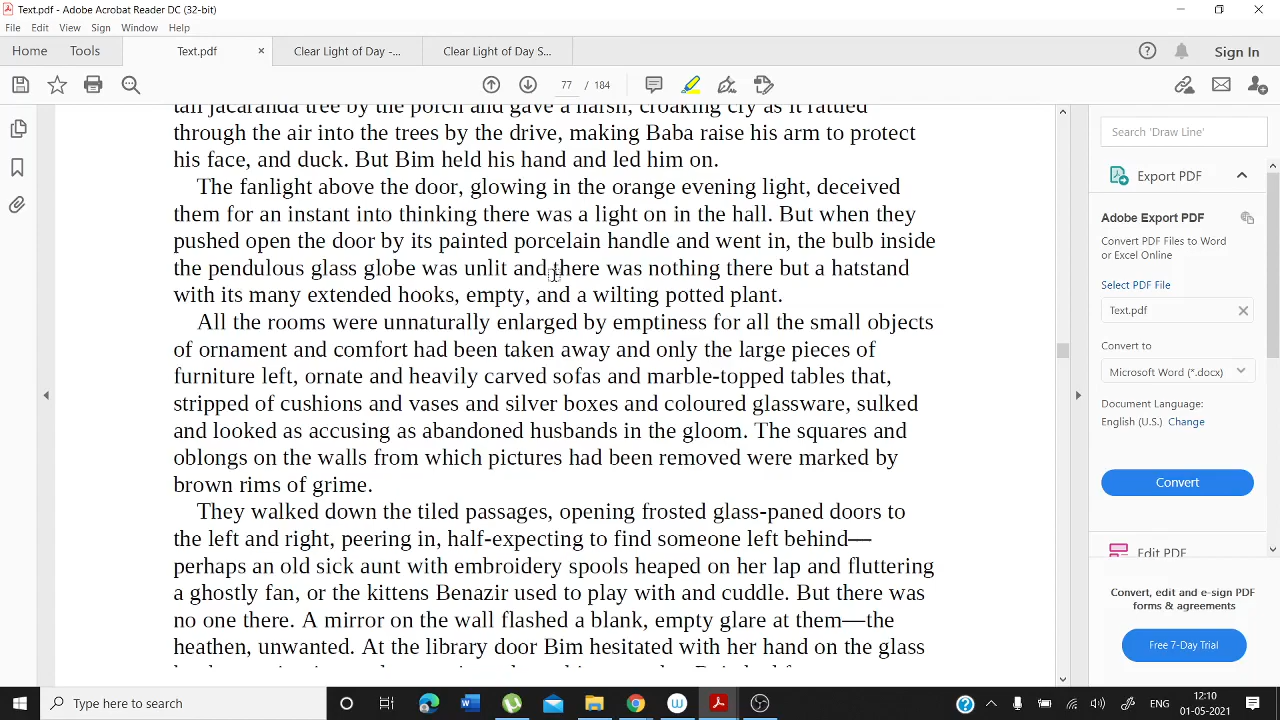 Text.pdf - Adobe Acrobat Reader DC (32-bit)
File Edit View Sign Window Help
Home Tools Text.pdf × Clear Light of Day -... Clear Light of Day S... Sign In
77 / 184
tall jacaranda tree by the porch and gave a harsh, croaking cry as it rattled
through the air into the trees by the drive, making Baba raise his arm to protect
his face, and duck. But Bim held his hand and led him on.
The fanlight above the door, glowing in the orange evening light, deceived
them for an instant into thinking there was a light on in the hall. But when they
pushed open the door by its painted porcelain handle and went in, the bulb inside
the pendulous glass globe was unlit and there was nothing there but a hatstand
with its many extended hooks, empty, and a wilting potted plant.
All the rooms were unnaturally enlarged by emptiness for all the small objects
of ornament and comfort had been taken away and only the large pieces of
furniture left, ornate and heavily carved sofas and marble-topped tables that,
stripped of cushions and vases and silver boxes and coloured glassware, sulked
and looked as accusing as abandoned husbands in the gloom. The squares and
oblongs on the walls from which pictures had been removed were marked by
brown rims of grime.
They walked down the tiled passages, opening frosted glass-paned doors to
the left and right, peering in, half-expecting to find someone left behind—
perhaps an old sick aunt with embroidery spools heaped on her lap and fluttering
a ghostly fan, or the kittens Benazir used to play with and cuddle. But there was
no one there. A mirror on the wall flashed a blank, empty glare at them—the
heathen, unwanted. At the library door Bim hesitated with her hand on the glass
Search 'Draw Line'
Export PDF
Adobe Export PDF
Convert PDF Files to Word
or Excel Online
Select PDF File
Text.pdf
Convert to
Microsoft Word (*.docx)
Document Language:
English (U.S.) Change
Convert
Edit PDF
Convert, edit and e-sign PDF
forms & agreements
Free 7-Day Trial
Type here to search
ENG
12:10
01-05-2021